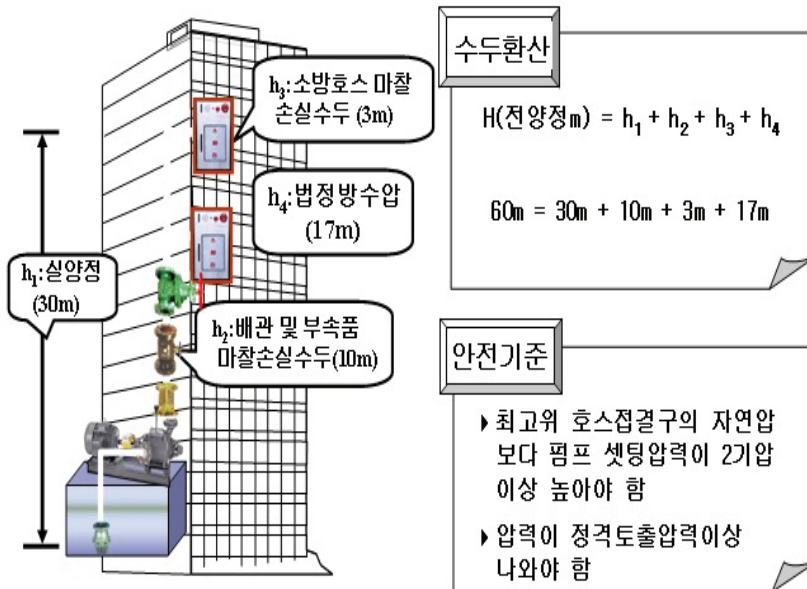 h₃:소방호스 마찰
손실수두 (3m)
h₄:법정방수압
(17m)
h₁:실양정
(30m)
h₂:배관 및 부속품
마찰손실수두(10m)
수두환산
H(전양정m) = h₁ + h₂ + h₃ + h₄
60m = 30m + 10m + 3m + 17m
안전기준
▶최고위 호스접결구의 자연압
보다 펌프 셋팅압력이 2기압
이상 높아야 함
▶압력이 정격토출압력이상
나와야 함